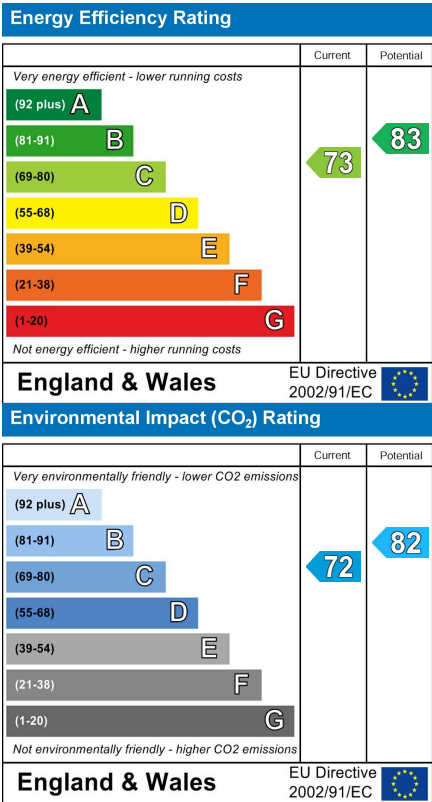 Energy Efficiency Rating
Current Potential
Very energy efficient - lower running costs
(92 plus) A
(81-91) B
(69-80) C
(55-68) D
(39-54) E
(21-38) F
(1-20) G
73
83
Not energy efficient - higher running costs
England & Wales
EU Directive
2002/91/EC
Environmental Impact (CO₂) Rating
Current Potential
Very environmentally friendly - lower CO2 emissions
(92 plus) A
(81-91) B
(69-80) C
(55-68) D
(39-54) E
(21-38) F
(1-20) G
72
82
Not environmentally friendly - higher CO2 emissions
England & Wales
EU Directive
2002/91/EC